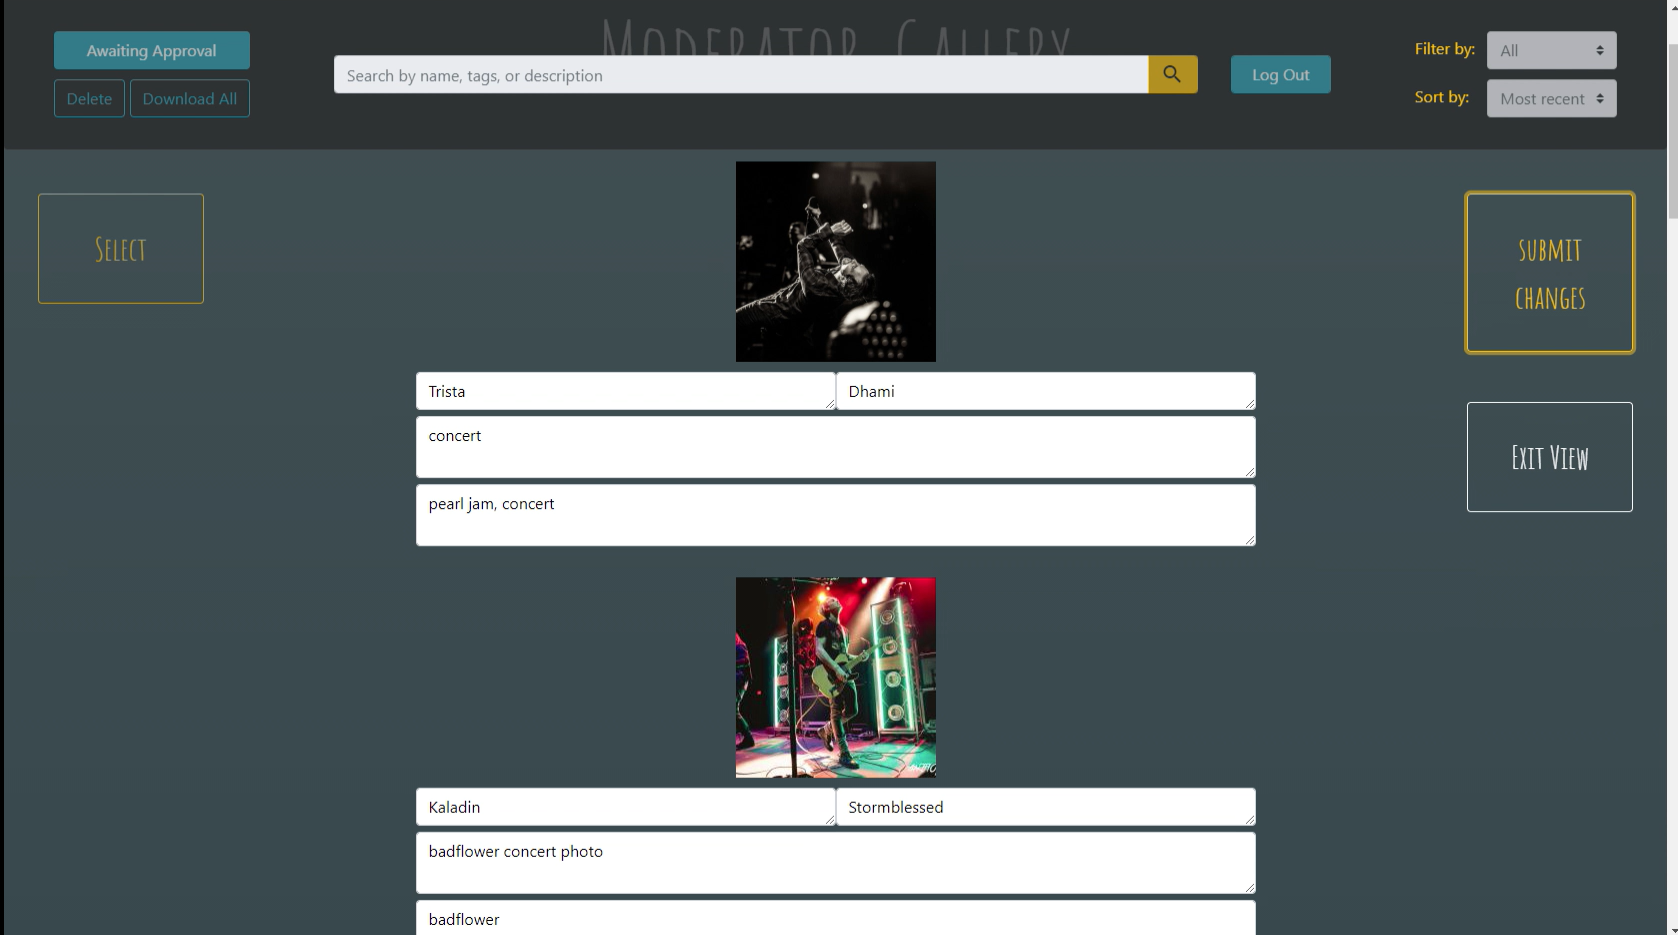 Moderator Gallery
Awaiting Approval
Delete
Download All
Search by name, tags, or description
Log Out
Filter by:
All
Sort by:
Most recent
Select
submit
changes
Exit View
Trista
Dhami
concert
pearl jam, concert
Kaladin
Stormblessed
badflower concert photo
badflower